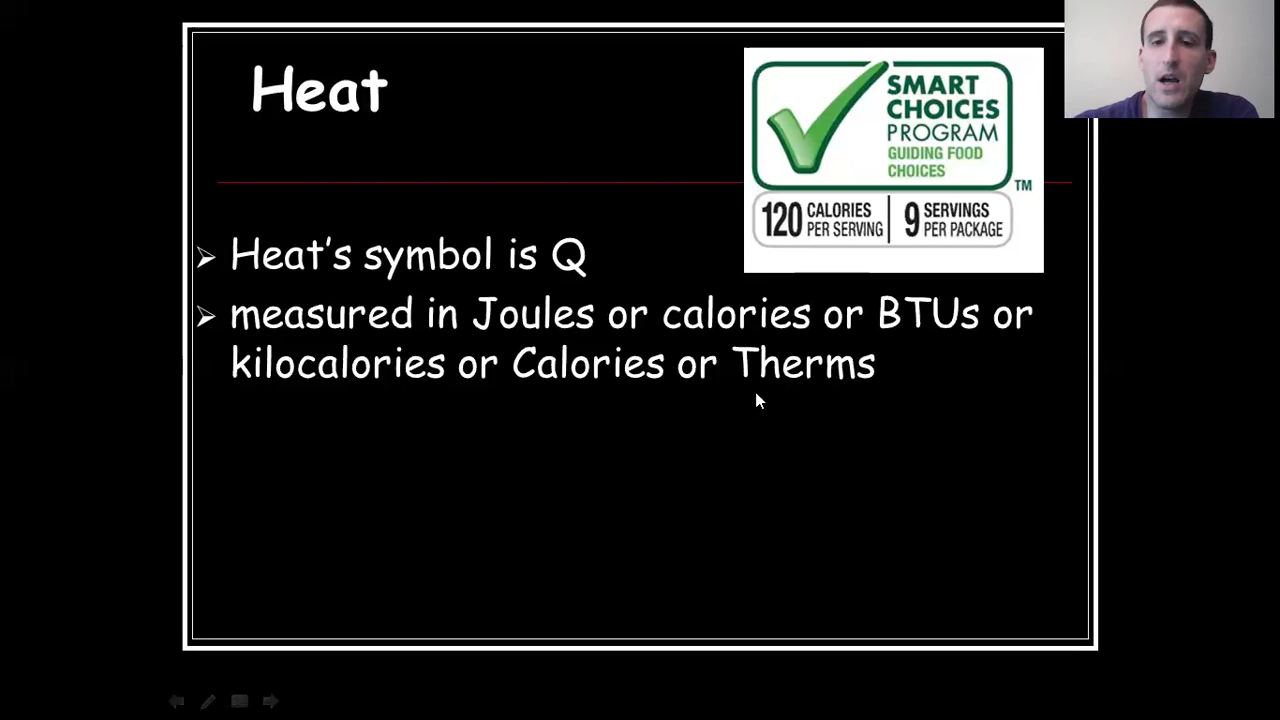 Heat
SMART
CHOICES
PROGRAM
GUIDING FOOD
CHOICES
TM
120 CALORIES PER SERVING
9 SERVINGS PER PACKAGE
Heat's symbol is Q
measured in Joules or calories or BTUs or
kilocalories or Calories or Therms